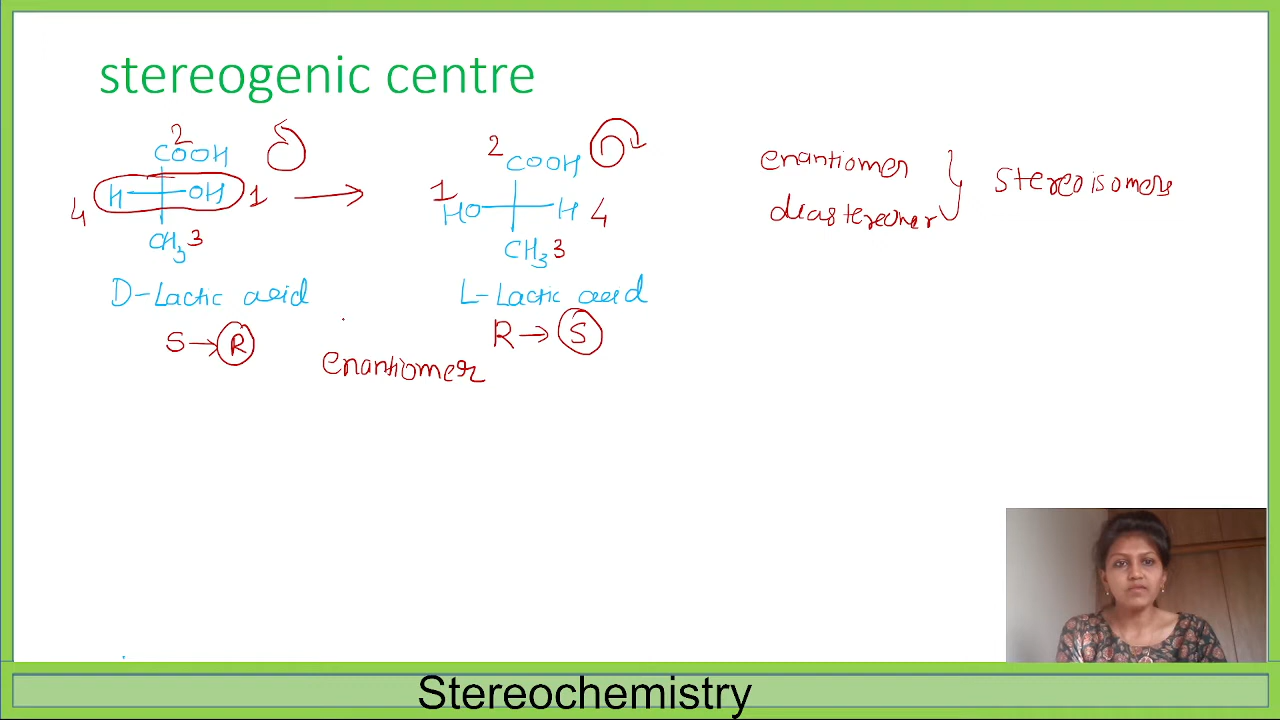 stereogenic centre
2
COOH
4 H OH 1
CH3 3
D-Lactic acid
S → R
→
2
COOH
1 HO H 4
CH3 3
L-Lactic acid
R → S
enantiomer
enantiomer
diastereomer
stereoisomers
Stereochemistry